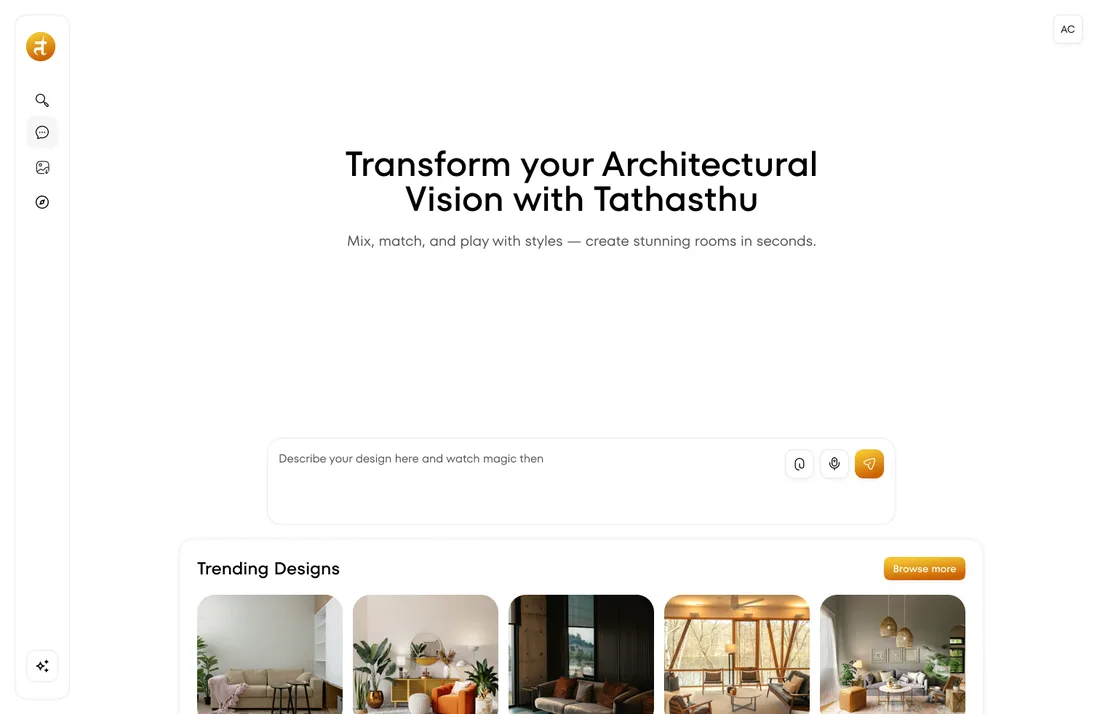 AC
Transform your Architectural
Vision with Tathasthu
Mix, match, and play with styles — create stunning rooms in seconds.
Describe your design here and watch magic then
Trending Designs
Browse more